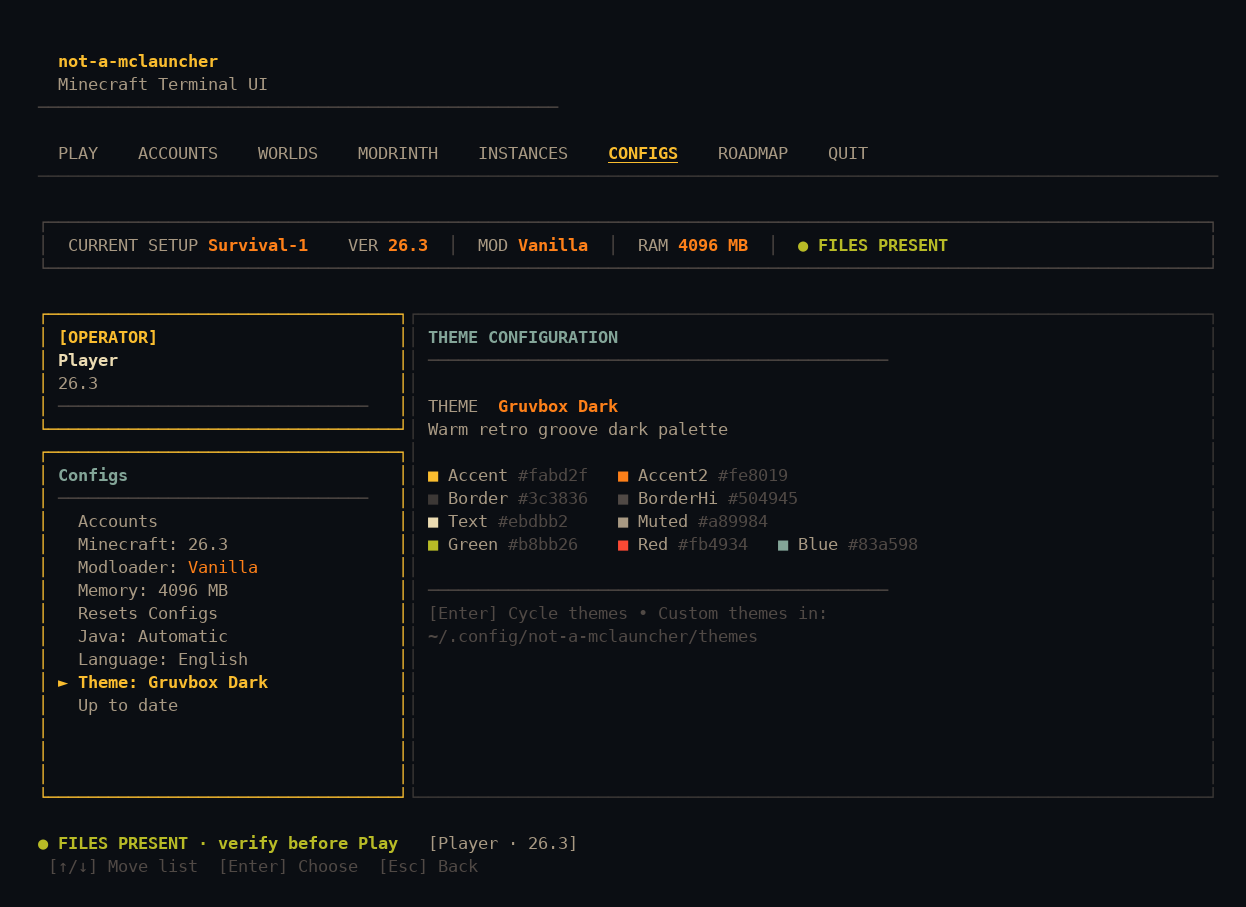 not-a-mclauncher
Minecraft Terminal UI
PLAY    ACCOUNTS    WORLDS    MODRINTH    INSTANCES    CONFIGS    ROADMAP    QUIT
CURRENT SETUP Survival-1    VER 26.3  │  MOD Vanilla  │  RAM 4096 MB  │  ● FILES PRESENT
[OPERATOR]
Player
26.3
Configs
Accounts
Minecraft: 26.3
Modloader: Vanilla
Memory: 4096 MB
Resets Configs
Java: Automatic
Language: English
► Theme: Gruvbox Dark
Up to date
THEME CONFIGURATION
THEME  Gruvbox Dark
Warm retro groove dark palette
■ Accent #fabd2f   ■ Accent2 #fe8019
■ Border #3c3836   ■ BorderHi #504945
■ Text #ebdbb2     ■ Muted #a89984
■ Green #b8bb26    ■ Red #fb4934   ■ Blue #83a598
[Enter] Cycle themes • Custom themes in:
~/.config/not-a-mclauncher/themes
● FILES PRESENT · verify before Play   [Player · 26.3]
[↑/↓] Move list  [Enter] Choose  [Esc] Back